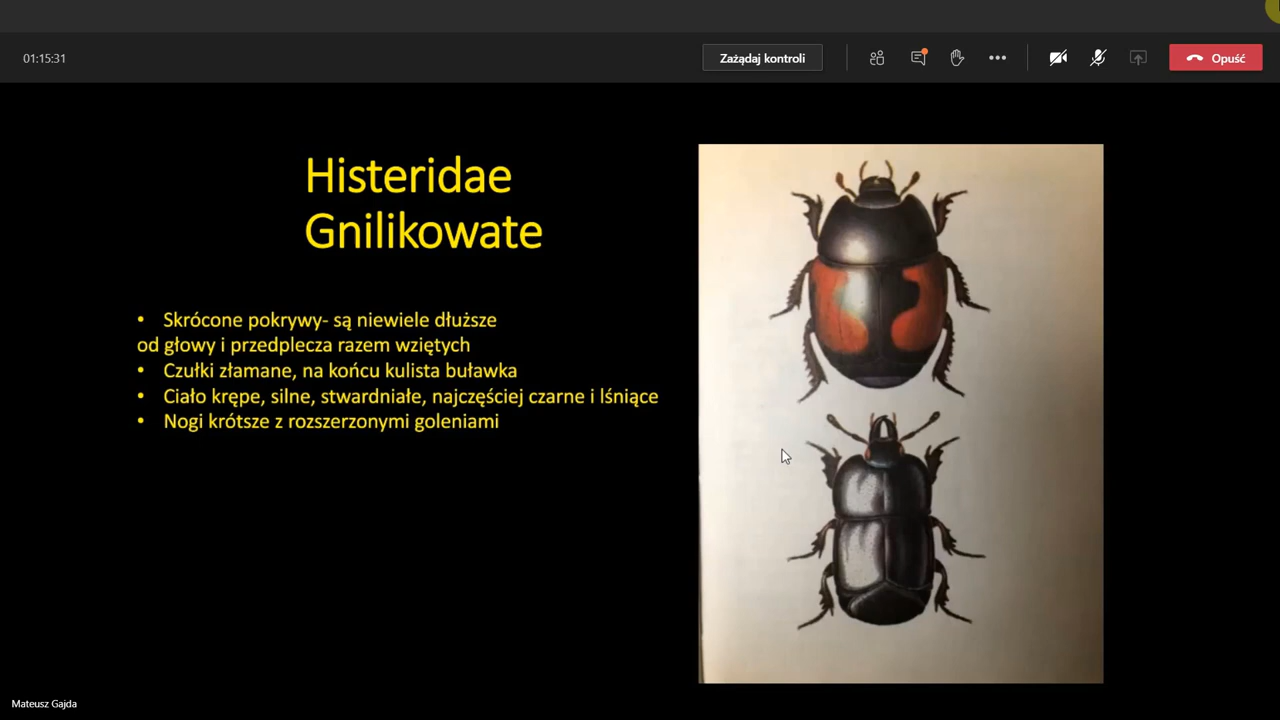 01:15:31
Zażądaj kontroli
Opuść
Histeridae
Gnilikowate
• Skrócone pokrywy- są niewiele dłuższe
od głowy i przedplecza razem wziętych
• Czułki złamane, na końcu kulista buławka
• Ciało krępe, silne, stwardniałe, najczęściej czarne i lśniące
• Nogi krótsze z rozszerzonymi goleniami
Mateusz Gajda